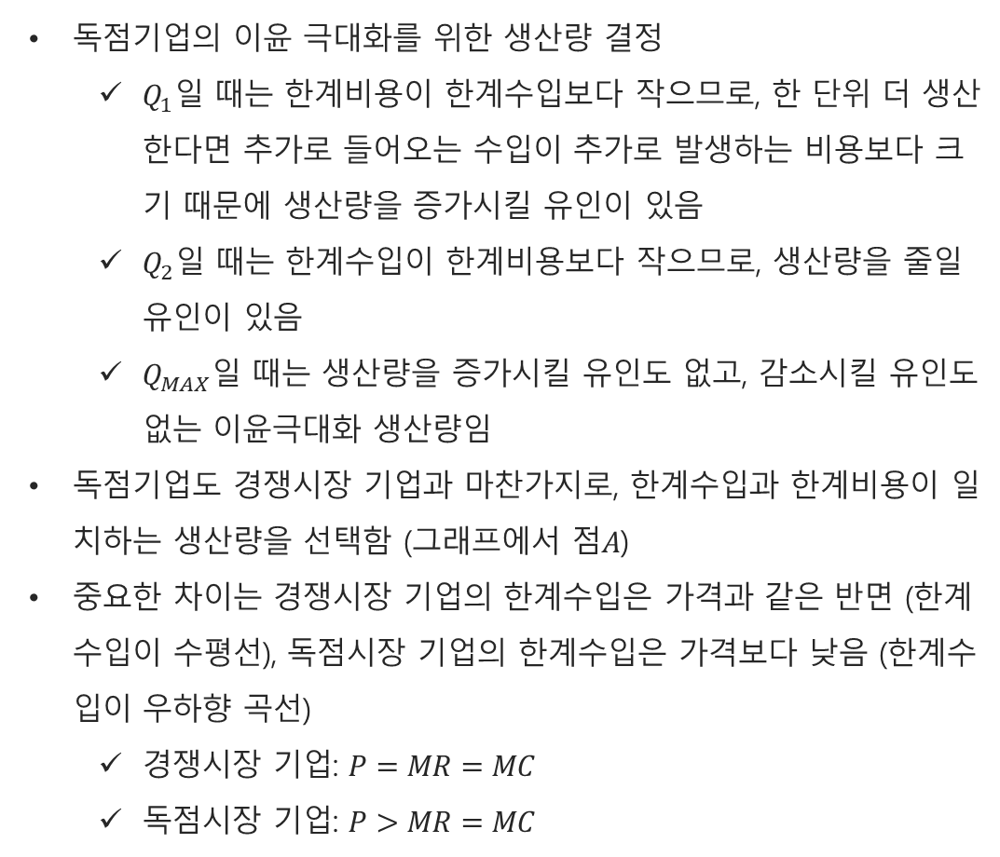 • 독점기업의 이윤 극대화를 위한 생산량 결정
✓ Q₁일 때는 한계비용이 한계수입보다 작으므로, 한 단위 더 생산
한다면 추가로 들어오는 수입이 추가로 발생하는 비용보다 크
기 때문에 생산량을 증가시킬 유인이 있음
✓ Q₂일 때는 한계수입이 한계비용보다 작으므로, 생산량을 줄일
유인이 있음
✓ Q_MAX일 때는 생산량을 증가시킬 유인도 없고, 감소시킬 유인도
없는 이윤극대화 생산량임
• 독점기업도 경쟁시장 기업과 마찬가지로, 한계수입과 한계비용이 일
치하는 생산량을 선택함 (그래프에서 점A)
• 중요한 차이는 경쟁시장 기업의 한계수입은 가격과 같은 반면 (한계
수입이 수평선), 독점시장 기업의 한계수입은 가격보다 낮음 (한계수
입이 우하향 곡선)
✓ 경쟁시장 기업: P = MR = MC
✓ 독점시장 기업: P > MR = MC